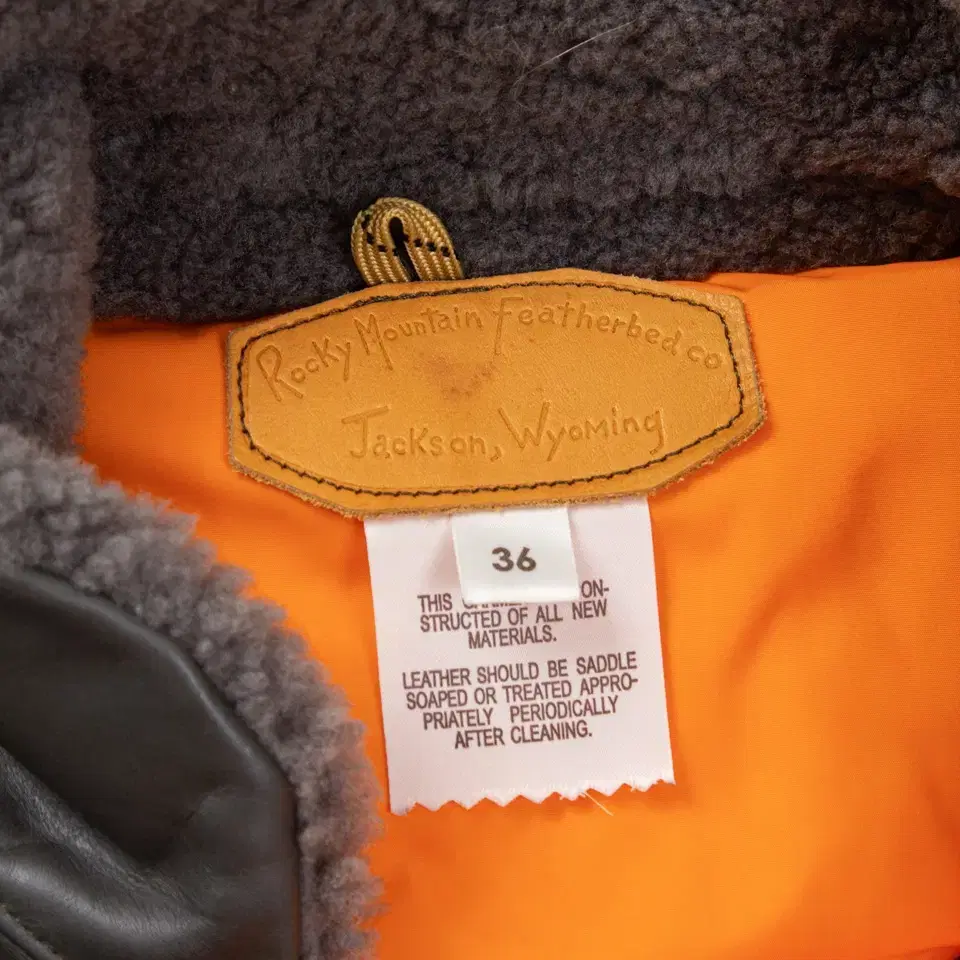 Rocky Mountain Featherbed co
Jackson, Wyoming
36
THIS ON-
STRUCTED OF ALL NEW
MATERIALS.
LEATHER SHOULD BE SADDLE
SOAPED OR TREATED APPRO-
PRIATELY PERIODICALLY
AFTER CLEANING.